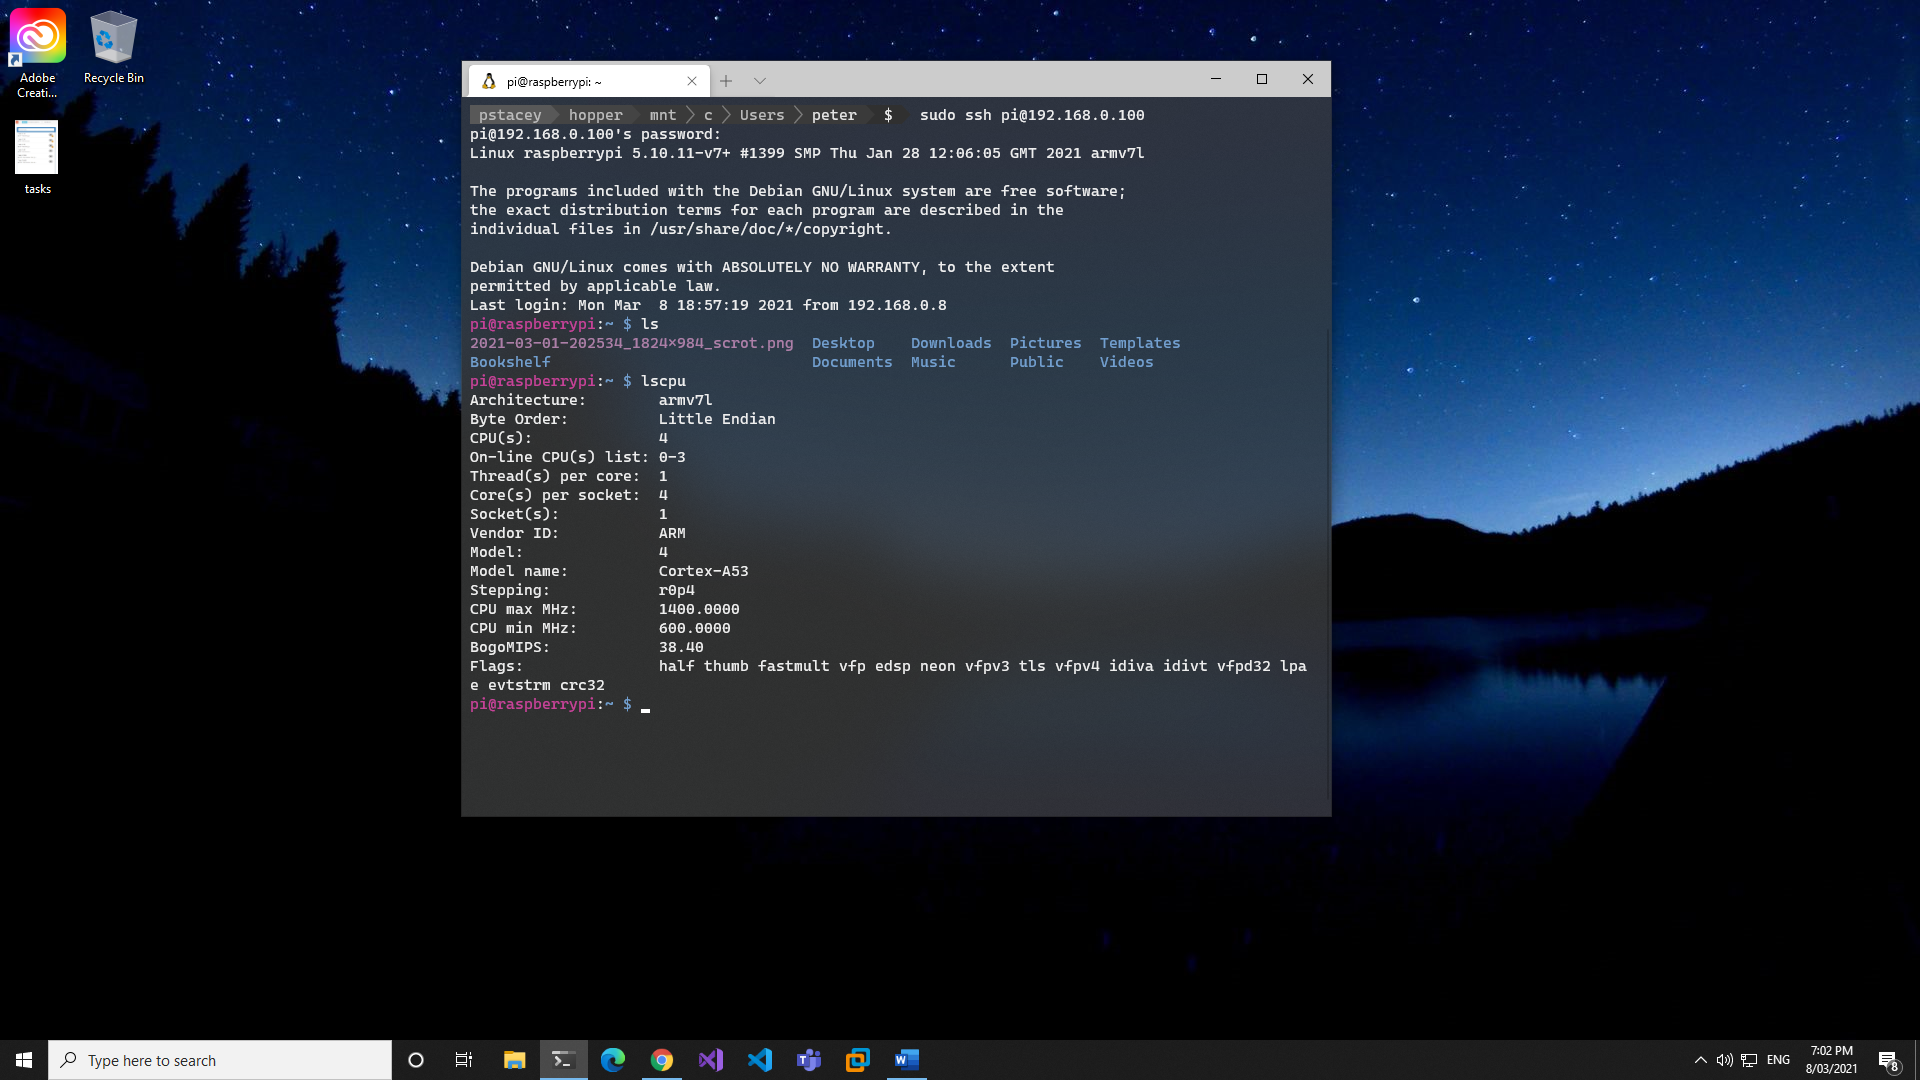 Adobe
Creati...
Recycle Bin
tasks
pi@raspberrypi: ~
pstacey hopper mnt c Users peter $ sudo ssh pi@192.168.0.100
pi@192.168.0.100's password:
Linux raspberrypi 5.10.11-v7+ #1399 SMP Thu Jan 28 12:06:05 GMT 2021 armv7l
The programs included with the Debian GNU/Linux system are free software;
the exact distribution terms for each program are described in the
individual files in /usr/share/doc/*/copyright.
Debian GNU/Linux comes with ABSOLUTELY NO WARRANTY, to the extent
permitted by applicable law.
Last login: Mon Mar  8 18:57:19 2021 from 192.168.0.8
pi@raspberrypi:~ $ ls
2021-03-01-202534_1824×984_scrot.png  Desktop    Downloads  Pictures  Templates
Bookshelf                             Documents  Music      Public    Videos
pi@raspberrypi:~ $ lscpu
Architecture:        armv7l
Byte Order:          Little Endian
CPU(s):              4
On-line CPU(s) list: 0-3
Thread(s) per core:  1
Core(s) per socket:  4
Socket(s):           1
Vendor ID:           ARM
Model:               4
Model name:          Cortex-A53
Stepping:            r0p4
CPU max MHz:         1400.0000
CPU min MHz:         600.0000
BogoMIPS:            38.40
Flags:               half thumb fastmult vfp edsp neon vfpv3 tls vfpv4 idiva idivt vfpd32 lpa
e evtstrm crc32
pi@raspberrypi:~ $
Type here to search
ENG
7:02 PM
8/03/2021
8